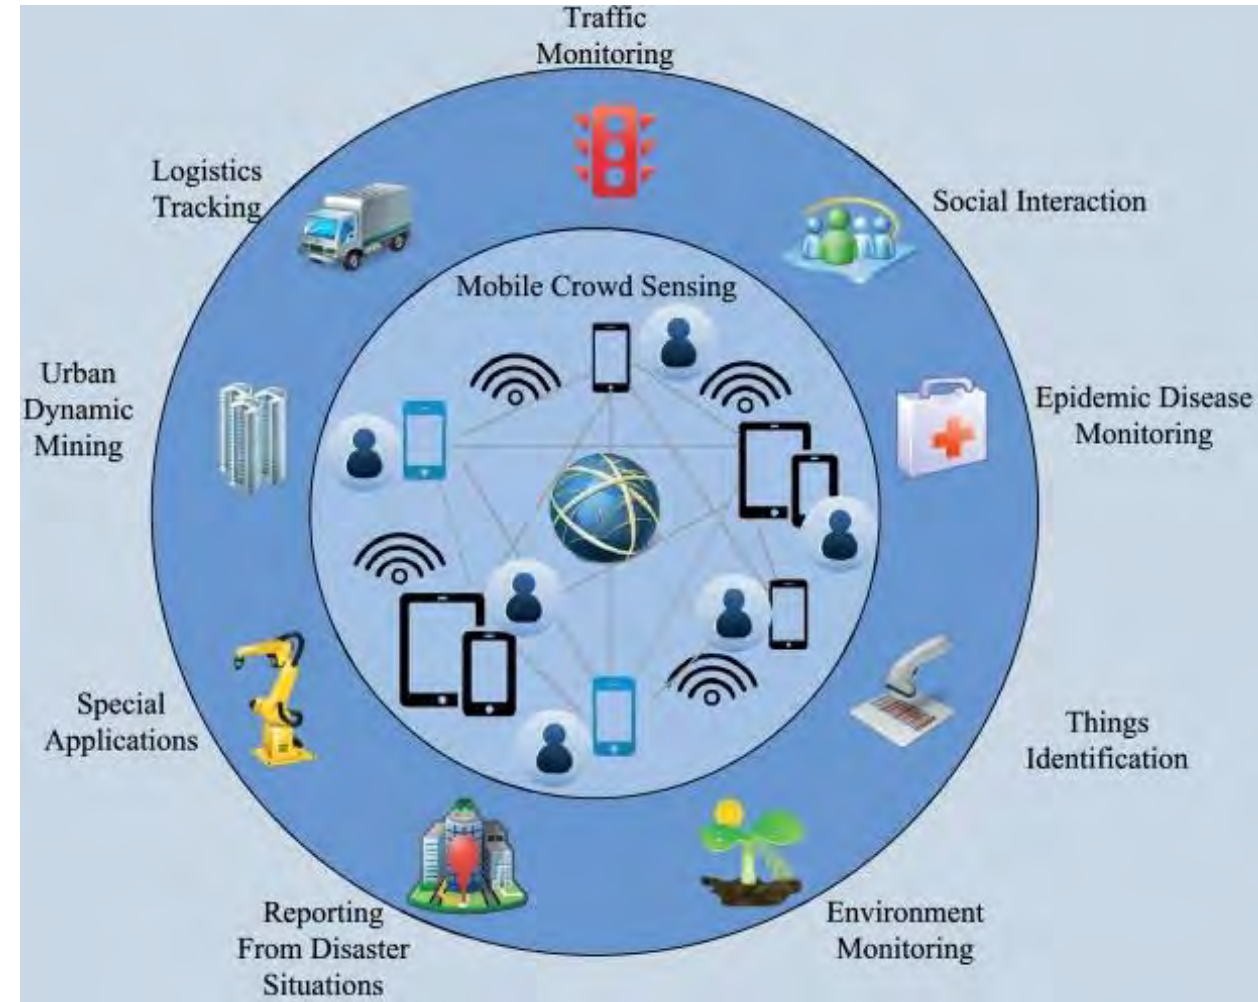 Traffic
Monitoring
Logistics
Tracking
Social Interaction
Mobile Crowd Sensing
Urban
Dynamic
Mining
Epidemic Disease
Monitoring
Special
Applications
Things
Identification
Reporting
From Disaster
Situations
Environment
Monitoring